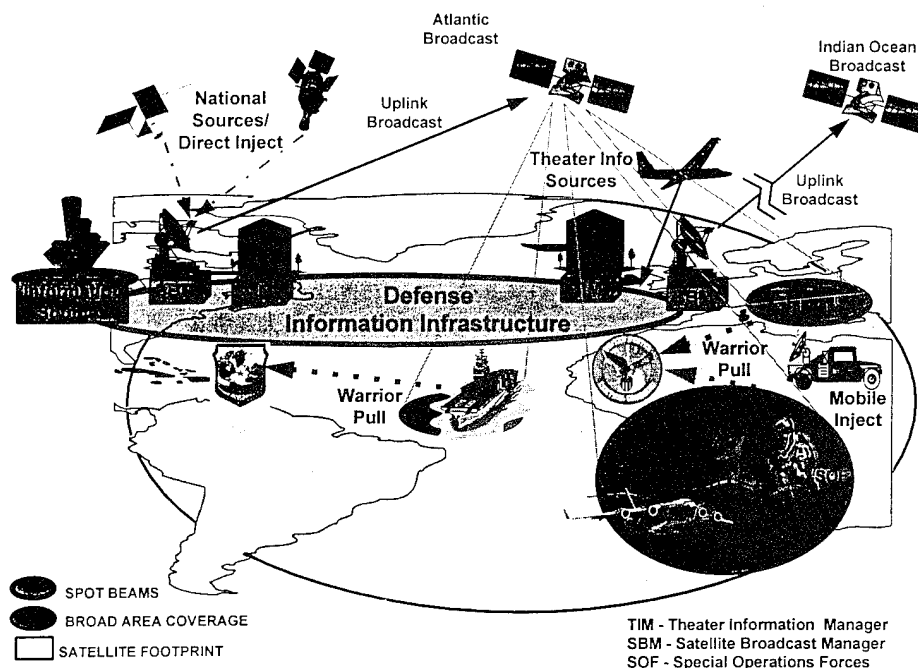 Atlantic
Broadcast
Indian Ocean
Broadcast
National
Sources/
Direct Inject
Uplink
Broadcast
Theater Info
Sources
Uplink
Broadcast
Defense
Information Infrastructure
Warrior
Pull
Warrior
Pull
Mobile
Inject
SOF
SPOT BEAMS
BROAD AREA COVERAGE
SATELLITE FOOTPRINT
TIM - Theater Information Manager
SBM - Satellite Broadcast Manager
SOF - Special Operations Forces